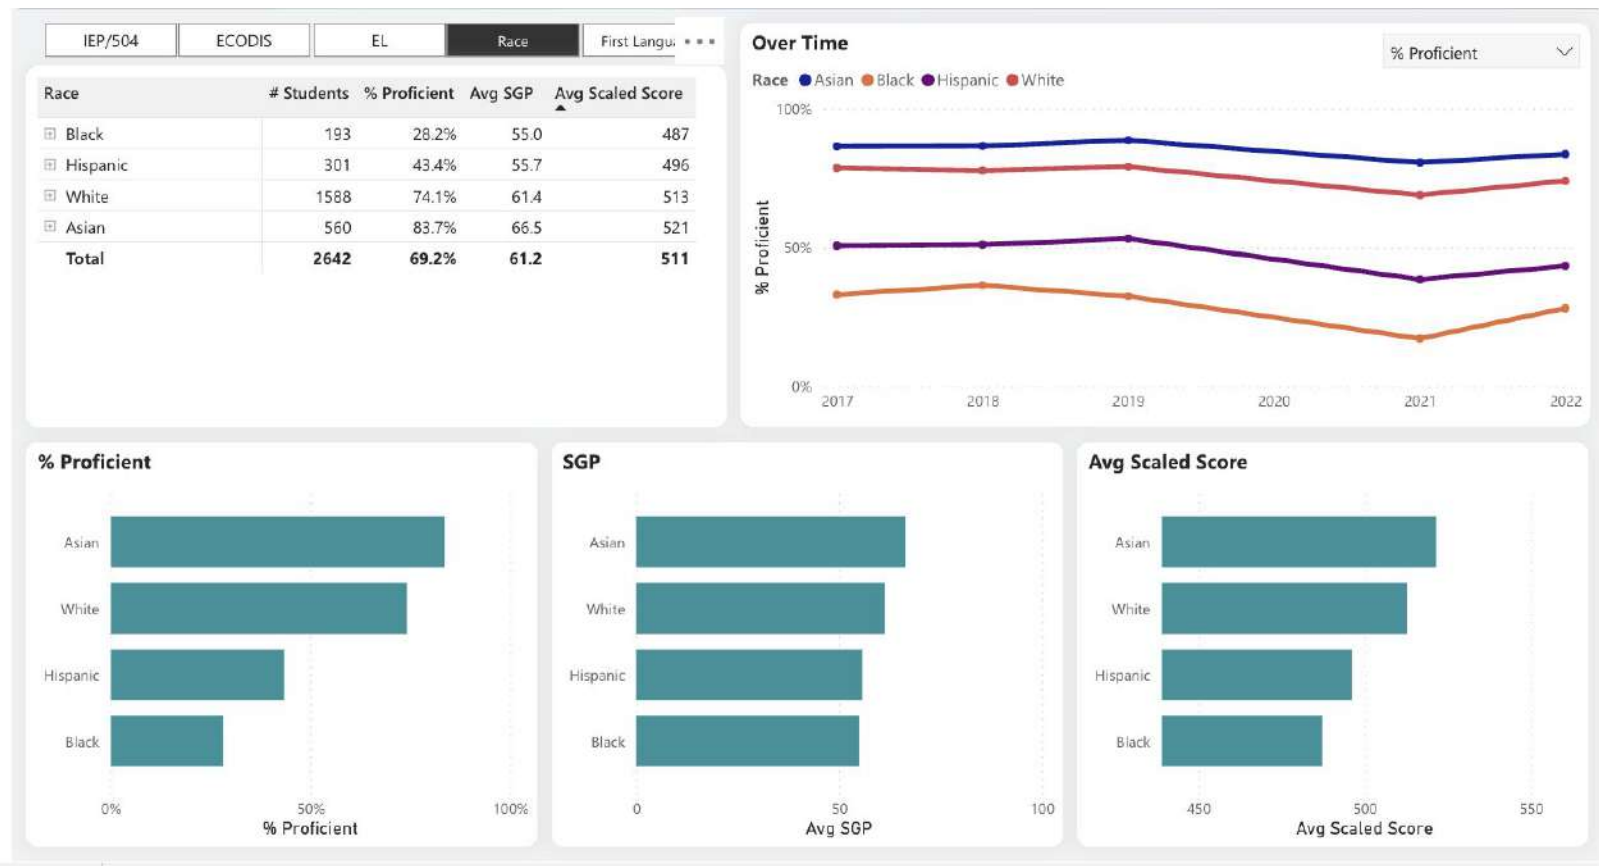 IEP/504 ECODIS EL Race First Langu
Race # Students % Proficient Avg SGP Avg Scaled Score
Black 193 28.2% 55.0 487
Hispanic 301 43.4% 55.7 496
White 1588 74.1% 61.4 513
Asian 560 83.7% 66.5 521
Total 2642 69.2% 61.2 511
Over Time
% Proficient
Race Asian Black Hispanic White
100%
50%
0%
% Proficient
2017 2018 2019 2020 2021 2022
% Proficient
Asian
White
Hispanic
Black
0% 50% 100%
% Proficient
SGP
Asian
White
Hispanic
Black
0 50 100
Avg SGP
Avg Scaled Score
Asian
White
Hispanic
Black
450 500 550
Avg Scaled Score